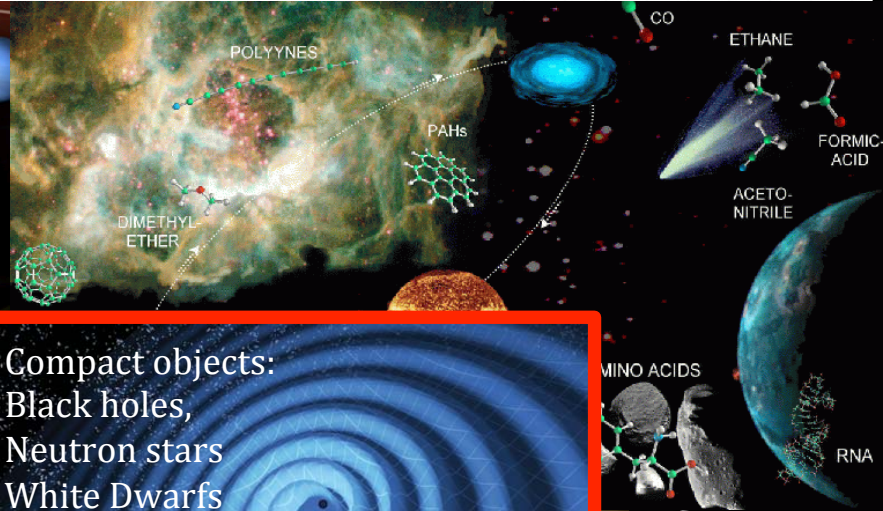 CO
POLYYNES
ETHANE
PAHs
FORMIC-
ACID
ACETO-
NITRILE
DIMETHYL-
ETHER
Compact objects:
Black holes,
Neutron stars
White Dwarfs
MINO ACIDS
RNA